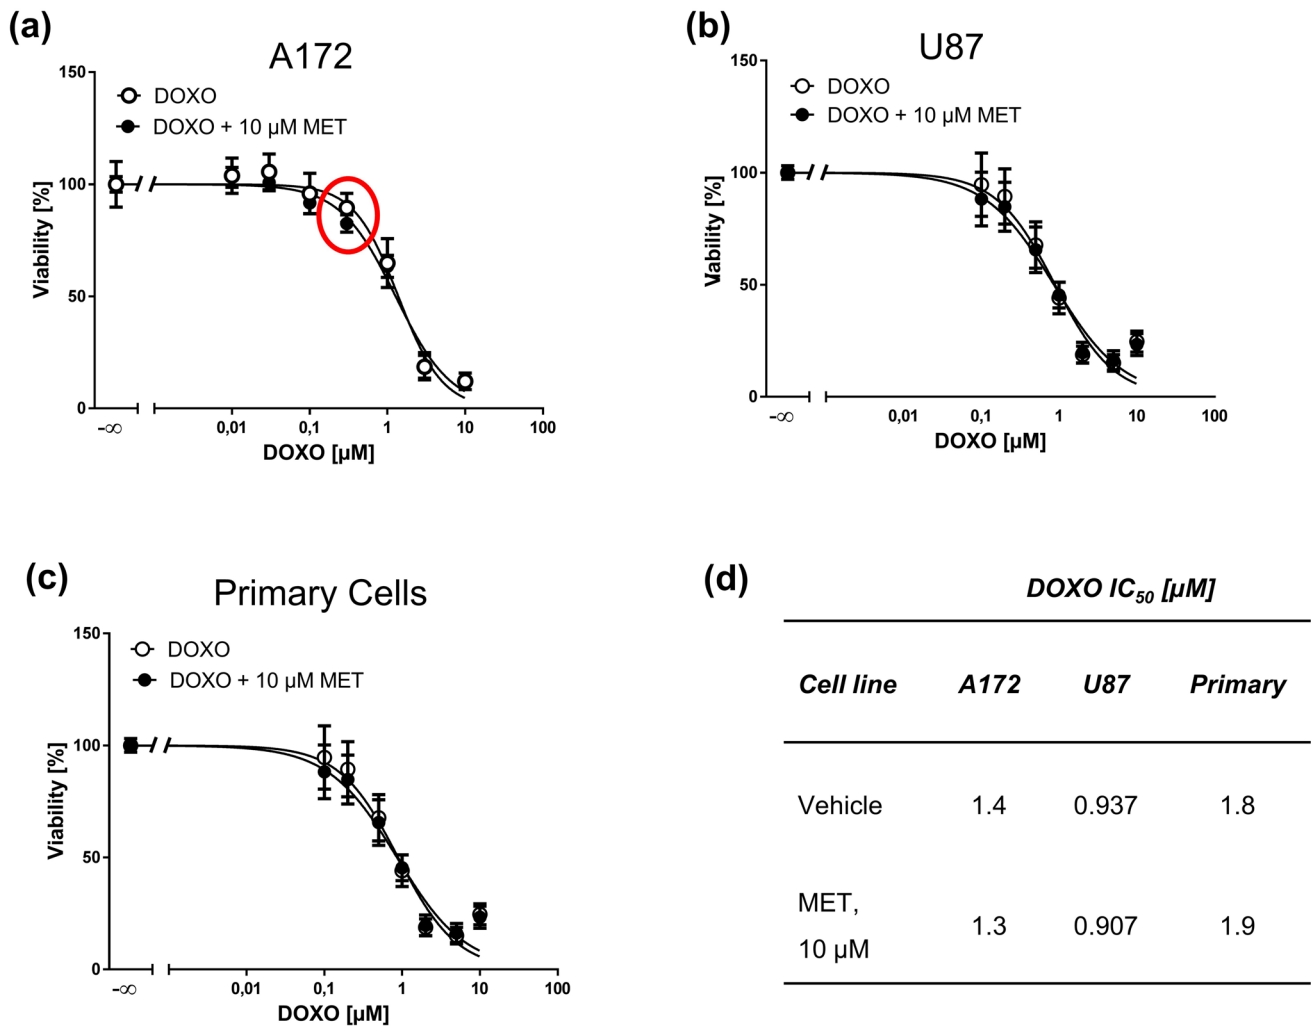 (a)
A172
150
DOXO
DOXO + 10 µM MET
100
50
0
Viability [%]
-∞
0,01
0,1
1
10
100
DOXO [µM]
(b)
U87
150
DOXO
DOXO + 10 µM MET
100
50
0
Vability [%]
-∞
0,01
0,1
1
10
100
DOXO [µM]
(c)
Primary Cells
150
DOXO
DOXO + 10 µM MET
100
50
0
Viability [%]
-∞
0,01
0,1
1
10
100
DOXO [µM]
(d)
DOXO IC50 [µM]
Cell line A172 U87 Primary
Vehicle 1.4 0.937 1.8
MET,
10 µM 1.3 0.907 1.9